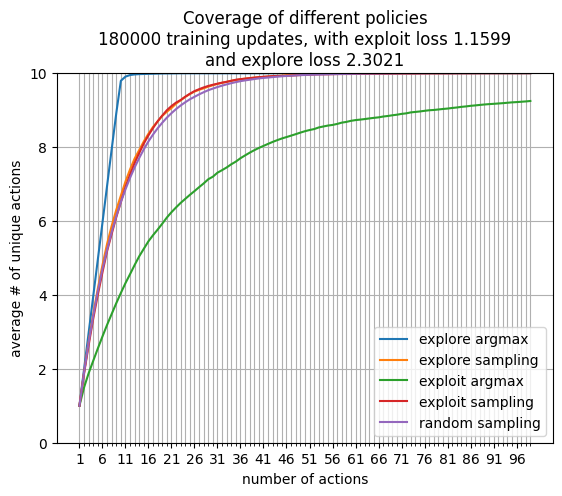 Coverage of different policies
180000 training updates, with exploit loss 1.1599
and explore loss 2.3021
10
8
6
4
2
0
average # of unique actions
explore argmax
explore sampling
exploit argmax
exploit sampling
random sampling
1 6 11 16 21 26 31 36 41 46 51 56 61 66 71 76 81 86 91 96
number of actions